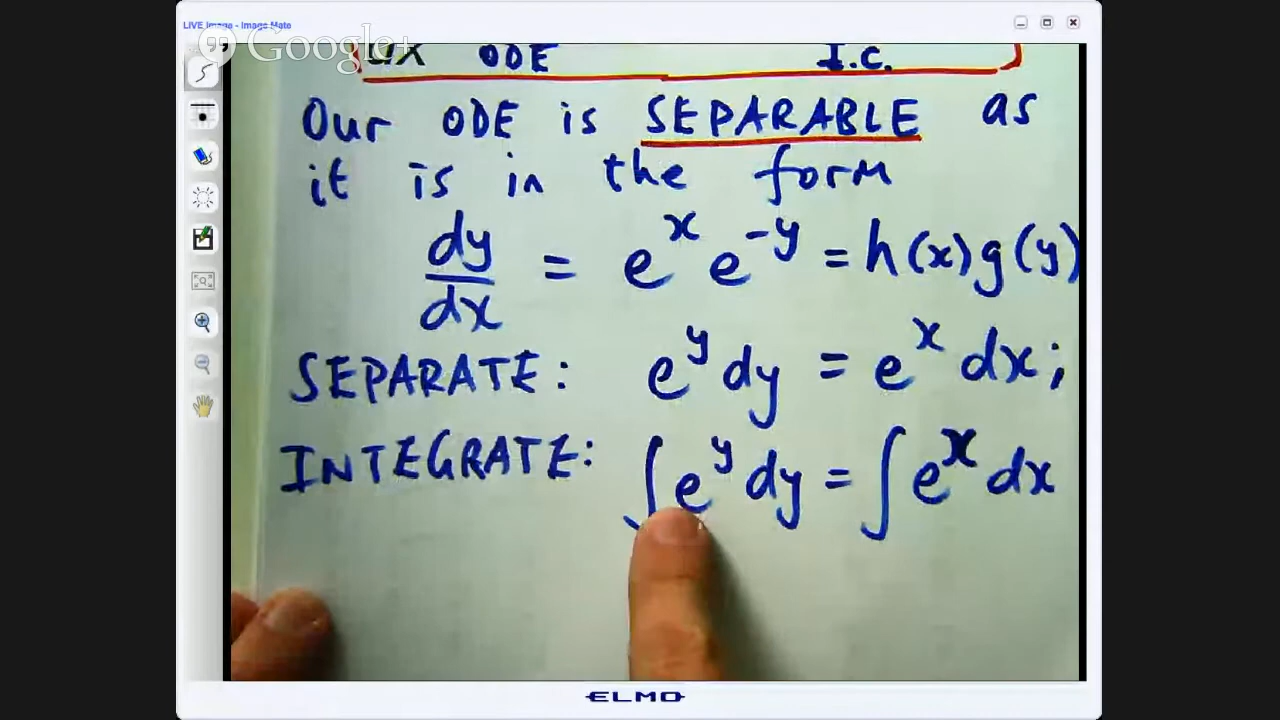 LIVE Image - Image Mate
Google+
dx ODE I.C.
Our ODE is SEPARABLE as
it is in the form
dy/dx = e^x e^-y = h(x)g(y)
SEPARATE: e^y dy = e^x dx;
INTEGRATE: ∫e^y dy = ∫e^x dx
ELMO